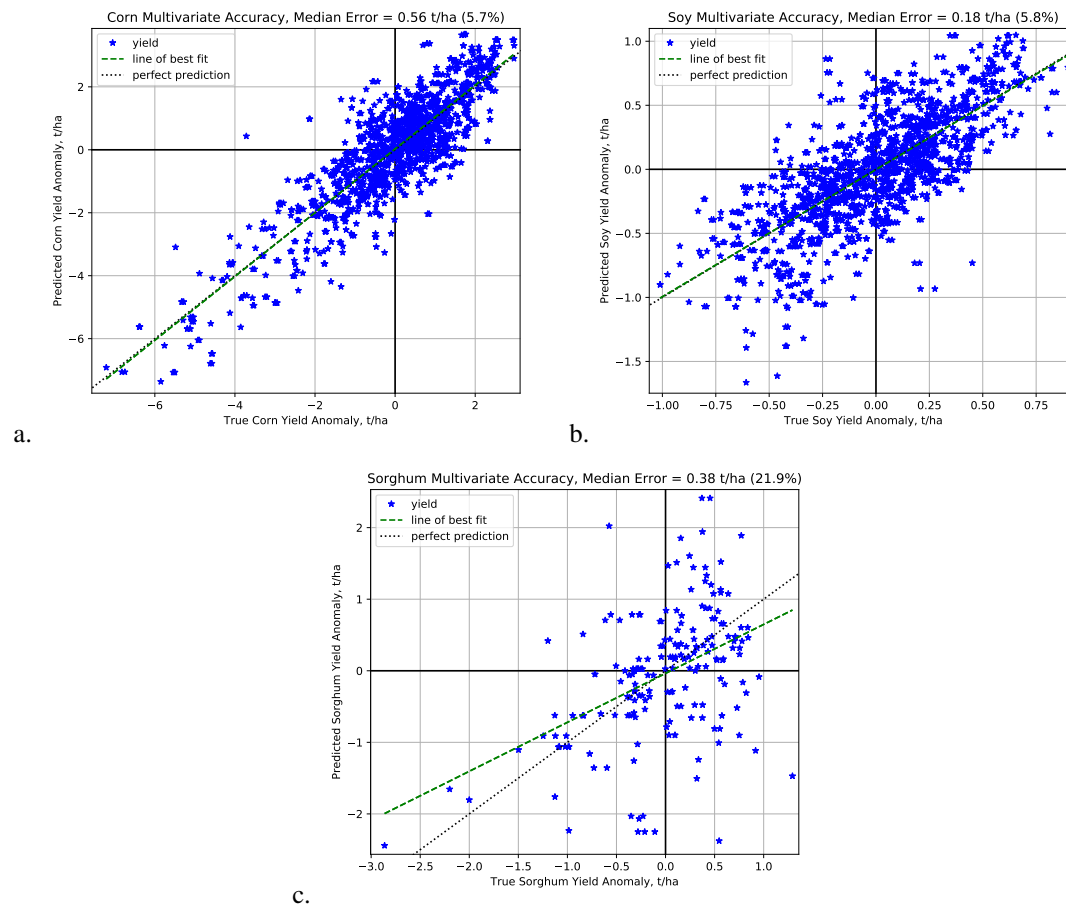 Corn Multivariate Accuracy, Median Error = 0.56 t/ha (5.7%)
yield
line of best fit
perfect prediction
2
0
−2
−4
−6
Predicted Corn Yield Anomaly, t/ha
−6 −4 −2 0 2
True Corn Yield Anomaly, t/ha
a.
Soy Multivariate Accuracy, Median Error = 0.18 t/ha (5.8%)
yield
line of best fit
perfect prediction
1.0
0.5
0.0
−0.5
−1.0
−1.5
Predicted Soy Yield Anomaly, t/ha
−1.00 −0.75 −0.50 −0.25 0.00 0.25 0.50 0.75
True Soy Yield Anomaly, t/ha
b.
Sorghum Multivariate Accuracy, Median Error = 0.38 t/ha (21.9%)
yield
line of best fit
perfect prediction
2
1
0
−1
−2
Predicted Sorghum Yield Anomaly, t/ha
−3.0 −2.5 −2.0 −1.5 −1.0 −0.5 0.0 0.5 1.0
True Sorghum Yield Anomaly, t/ha
c.